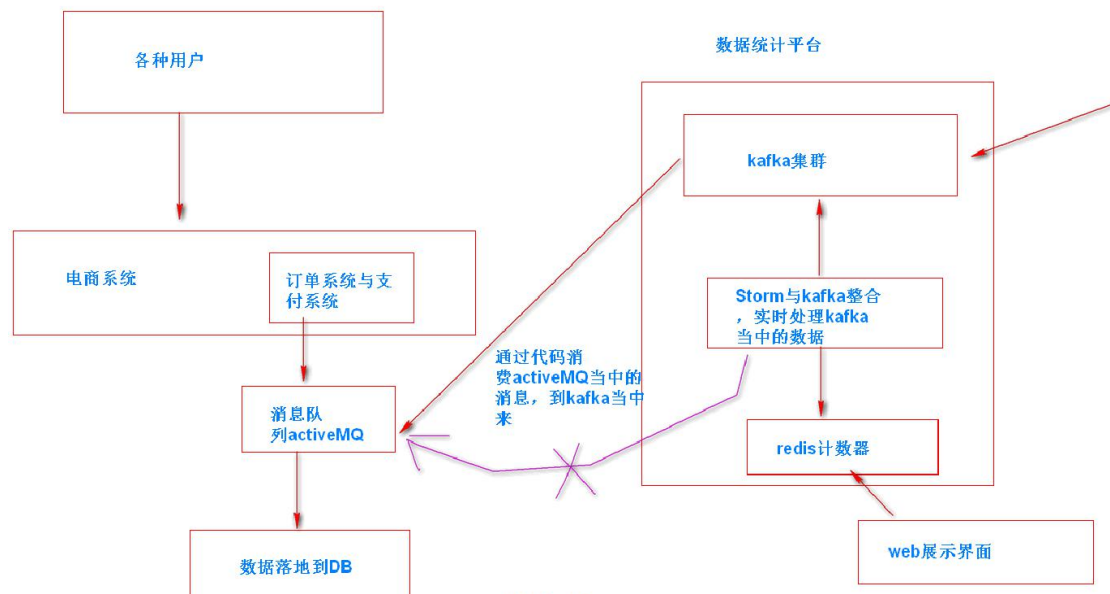 各种用户
数据统计平台
kafka集群
电商系统
订单系统与支
付系统
Storm与kafka整合
，实时处理kafka
当中的数据
通过代码消
费activeMQ当中的
消息，到kafka当中
来
消息队
列activeMQ
redis计数器
web展示界面
数据落地到DB